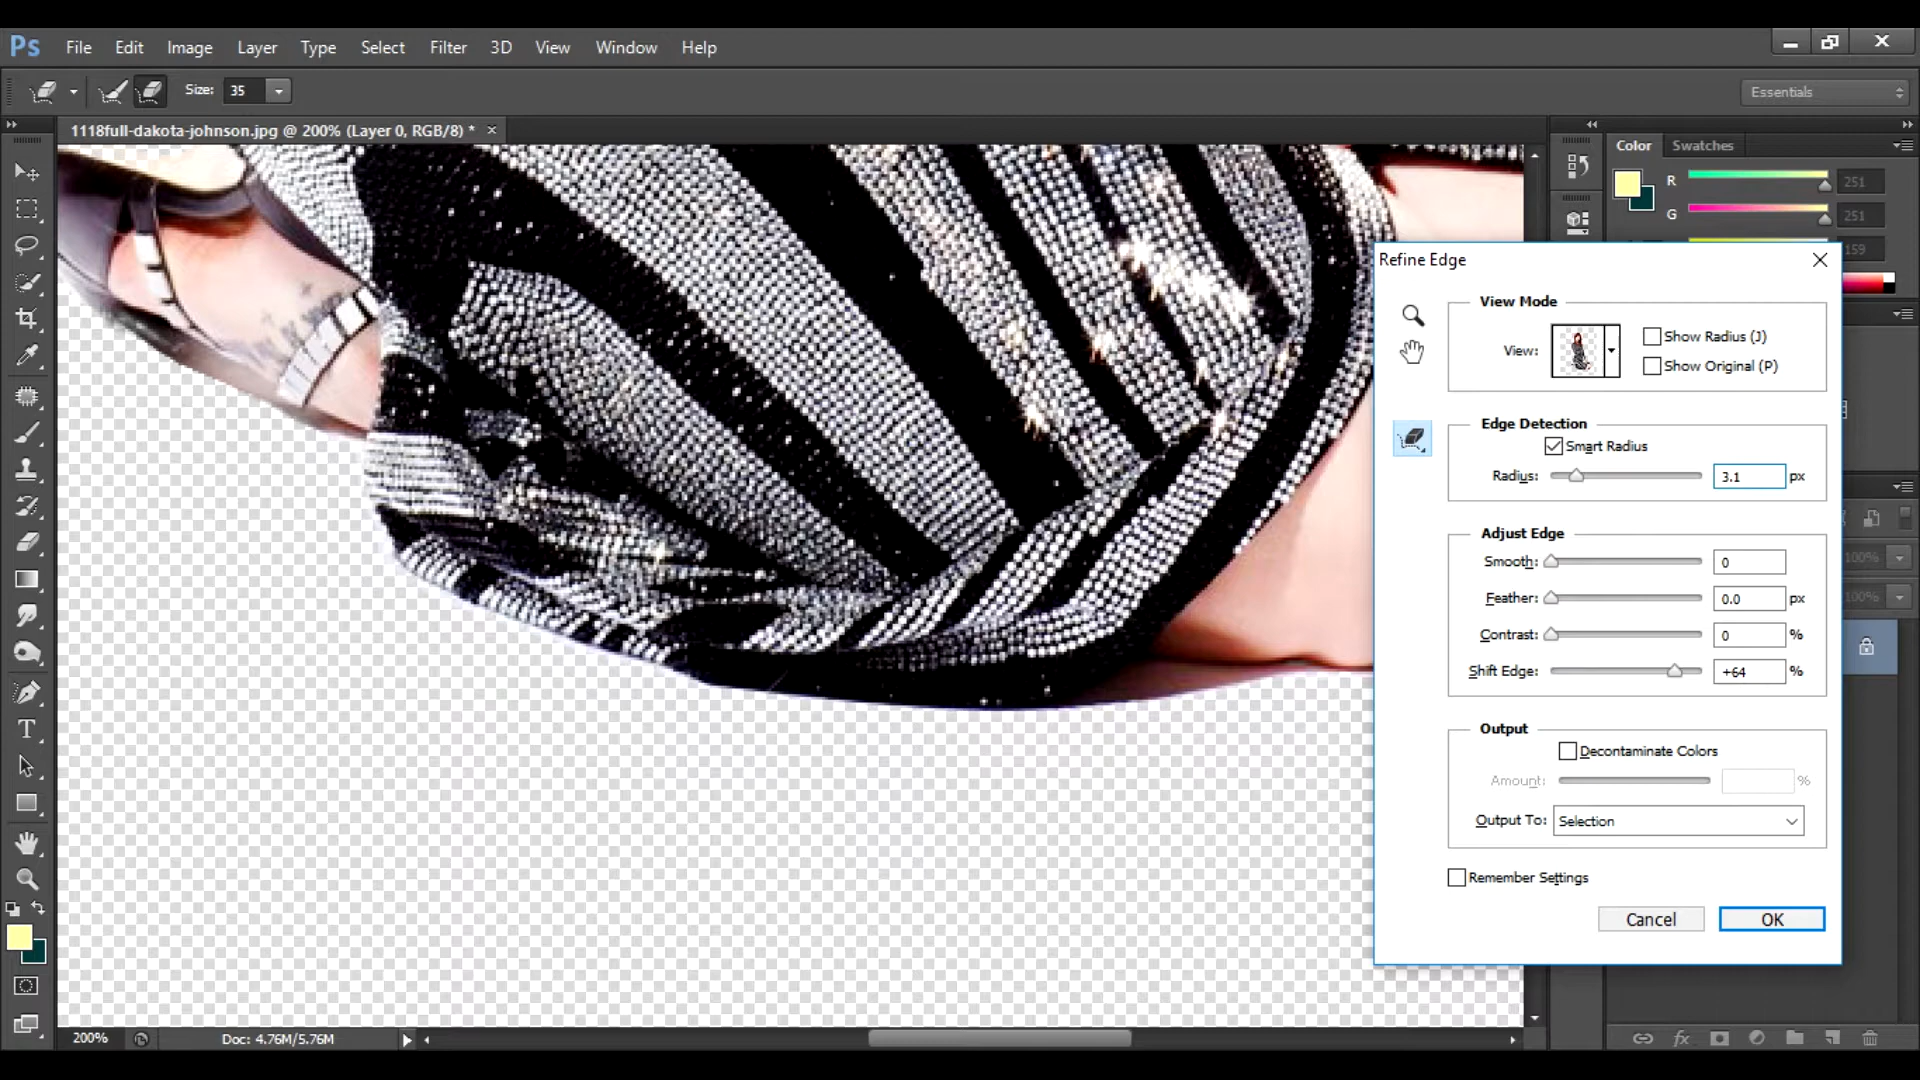 Ps File Edit Image Layer Type Select Filter 3D View Window Help
Size: 35 Essentials
1118full-dakota-johnson.jpg @ 200% (Layer 0, RGB/8) * ×
Color Swatches
R 251
G 251
159
Refine Edge
View Mode
View:
Show Radius (J)
Show Original (P)
Edge Detection
Smart Radius
Radius: 3.1 px
Adjust Edge
Smooth: 0
Feather: 0.0 px
Contrast: 0 %
Shift Edge: +64 %
100%
100%
Output
Decontaminate Colors
Amount: %
Output To: Selection
Remember Settings
Cancel OK
T
fx
200% Doc: 4.76M/5.76M